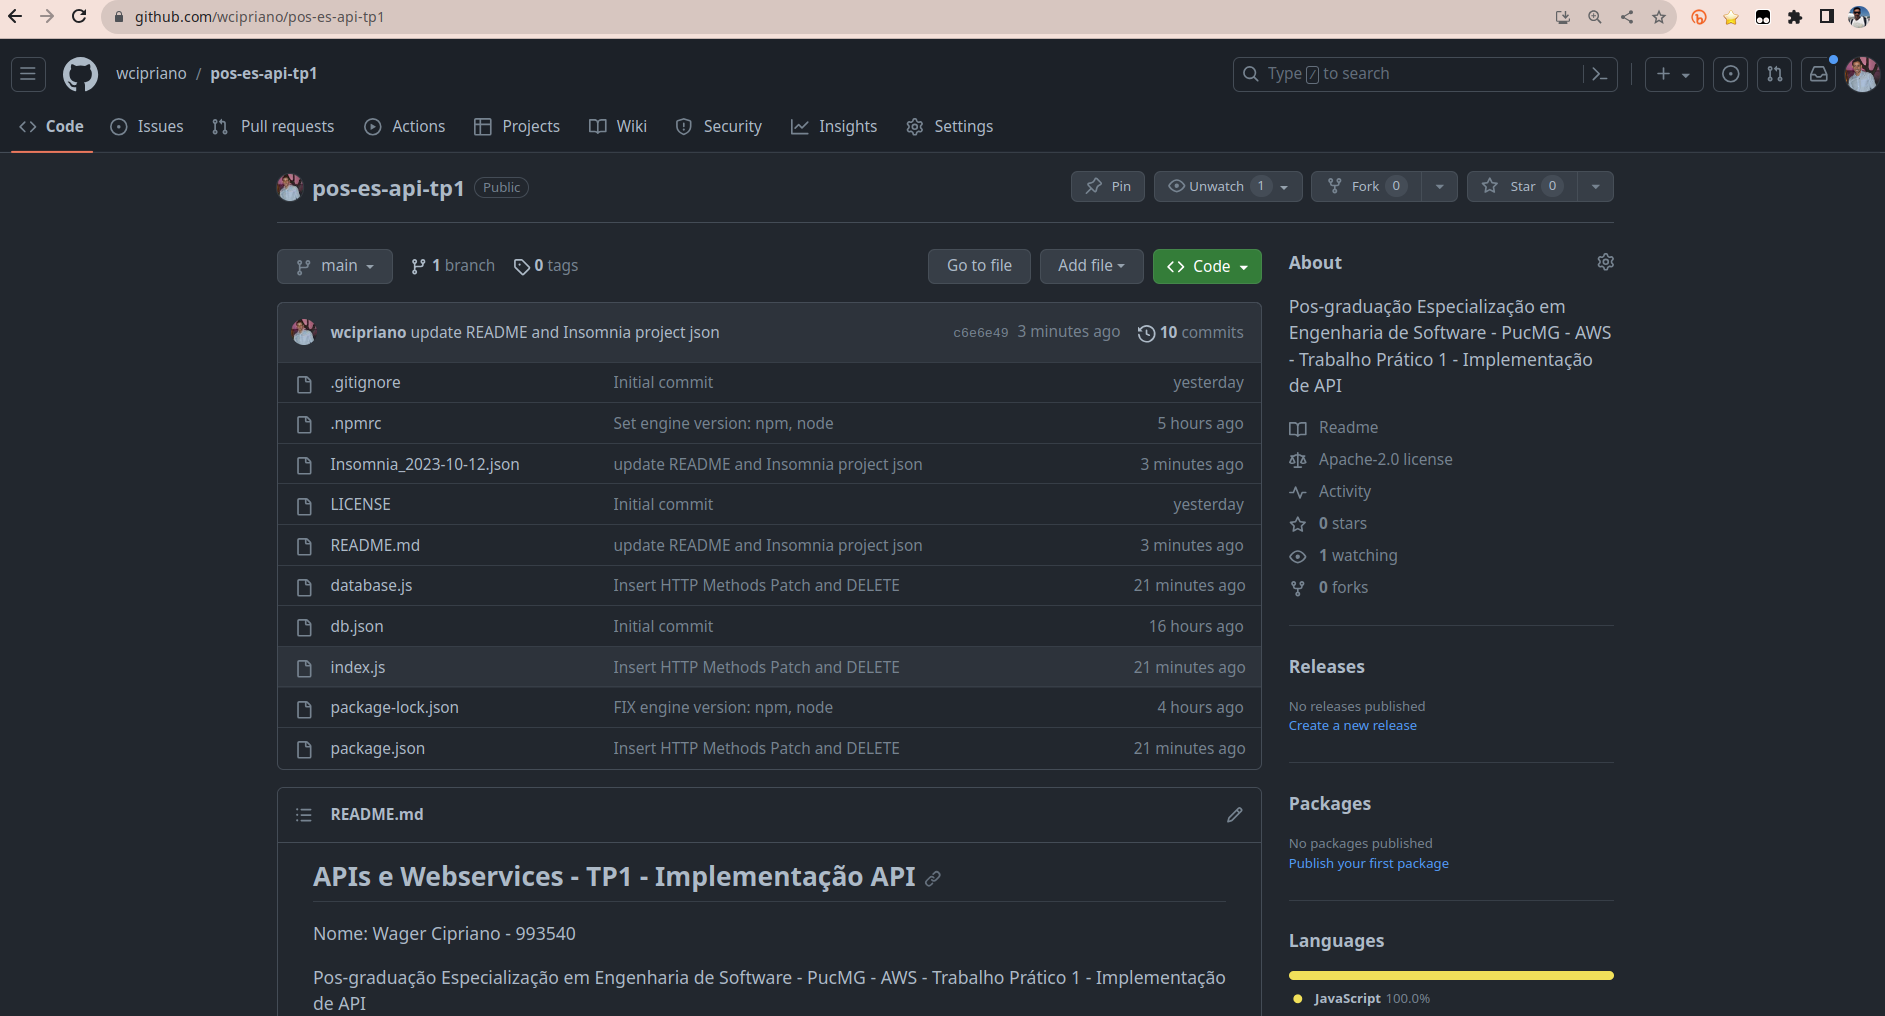 github.com/wcipriano/pos-es-api-tp1
wcipriano / pos-es-api-tp1
Type / to search
Code Issues Pull requests Actions Projects Wiki Security Insights Settings
pos-es-api-tp1 Public
Pin Unwatch 1 Fork 0 Star 0
main 1 branch 0 tags Go to file Add file Code
wcipriano update README and Insomnia project json c6e6e49 3 minutes ago 10 commits
.gitignore Initial commit yesterday
.npmrc Set engine version: npm, node 5 hours ago
Insomnia_2023-10-12.json update README and Insomnia project json 3 minutes ago
LICENSE Initial commit yesterday
README.md update README and Insomnia project json 3 minutes ago
database.js Insert HTTP Methods Patch and DELETE 21 minutes ago
db.json Initial commit 16 hours ago
index.js Insert HTTP Methods Patch and DELETE 21 minutes ago
package-lock.json FIX engine version: npm, node 4 hours ago
package.json Insert HTTP Methods Patch and DELETE 21 minutes ago
README.md
APIs e Webservices - TP1 - Implementação API
Nome: Wager Cipriano - 993540
Pos-graduação Especialização em Engenharia de Software - PucMG - AWS - Trabalho Prático 1 - Implementação
de API
About
Pos-graduação Especialização em
Engenharia de Software - PucMG - AWS
- Trabalho Prático 1 - Implementação
de API
Readme
Apache-2.0 license
Activity
0 stars
1 watching
0 forks
Releases
No releases published
Create a new release
Packages
No packages published
Publish your first package
Languages
JavaScript 100.0%